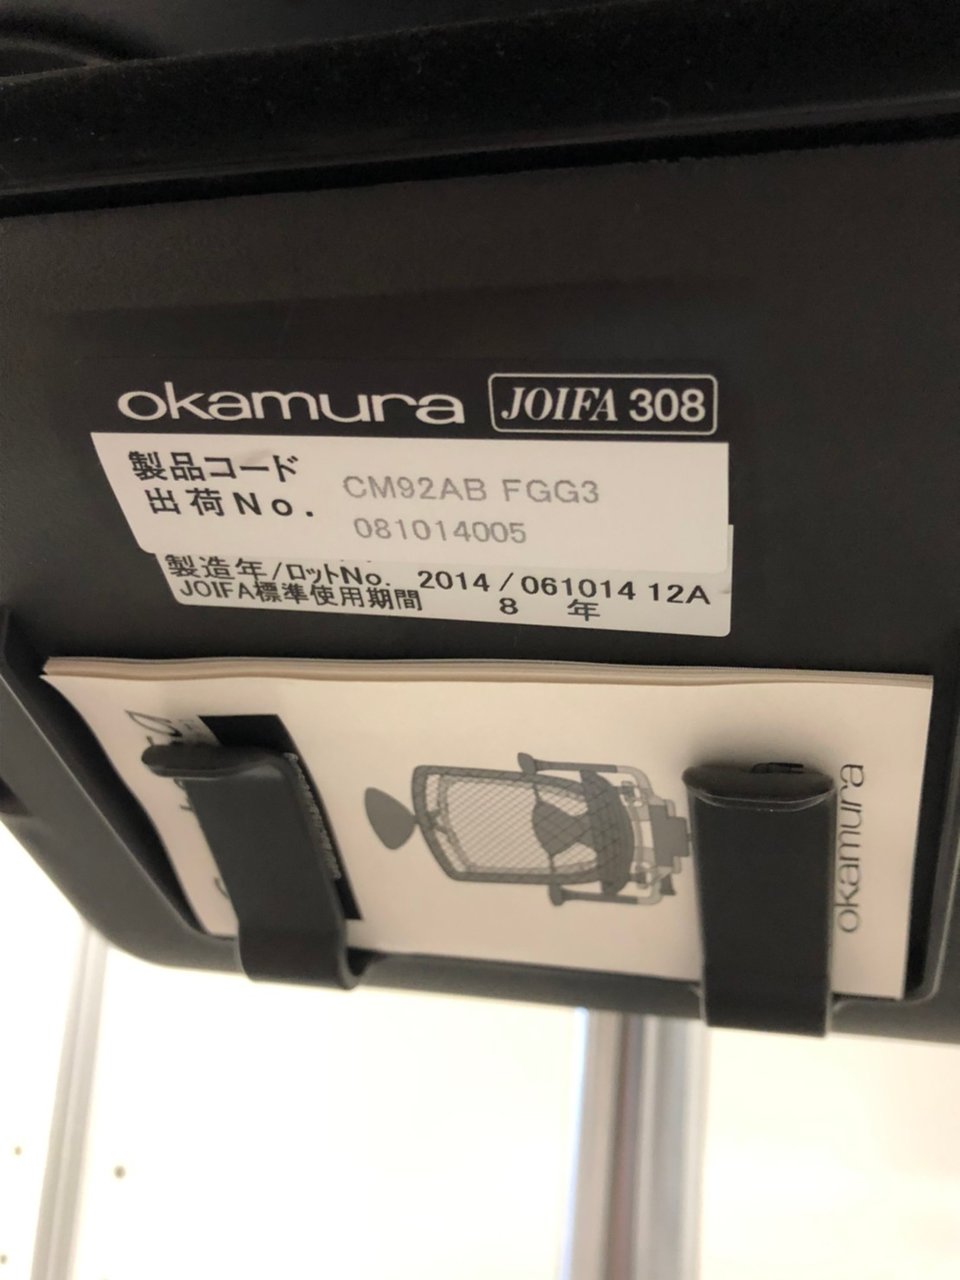 okamura JOIFA 308
製品コード CM92AB FGG3
出荷No. 081014005
製造年/ロットNo. 2014/061014 12A
JOIFA標準使用期間 8 年
okamura